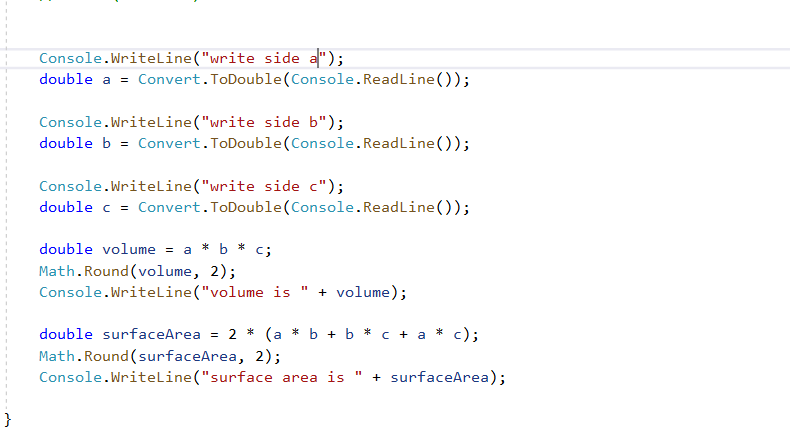 Console.WriteLine("write side a");
double a = Convert.ToDouble(Console.ReadLine());
Console.WriteLine("write side b");
double b = Convert.ToDouble(Console.ReadLine());
Console.WriteLine("write side c");
double c = Convert.ToDouble(Console.ReadLine());
double volume = a * b * c;
Math.Round(volume, 2);
Console.WriteLine("volume is " + volume);
double surfaceArea = 2 * (a * b + b * c + a * c);
Math.Round(surfaceArea, 2);
Console.WriteLine("surface area is " + surfaceArea);
}